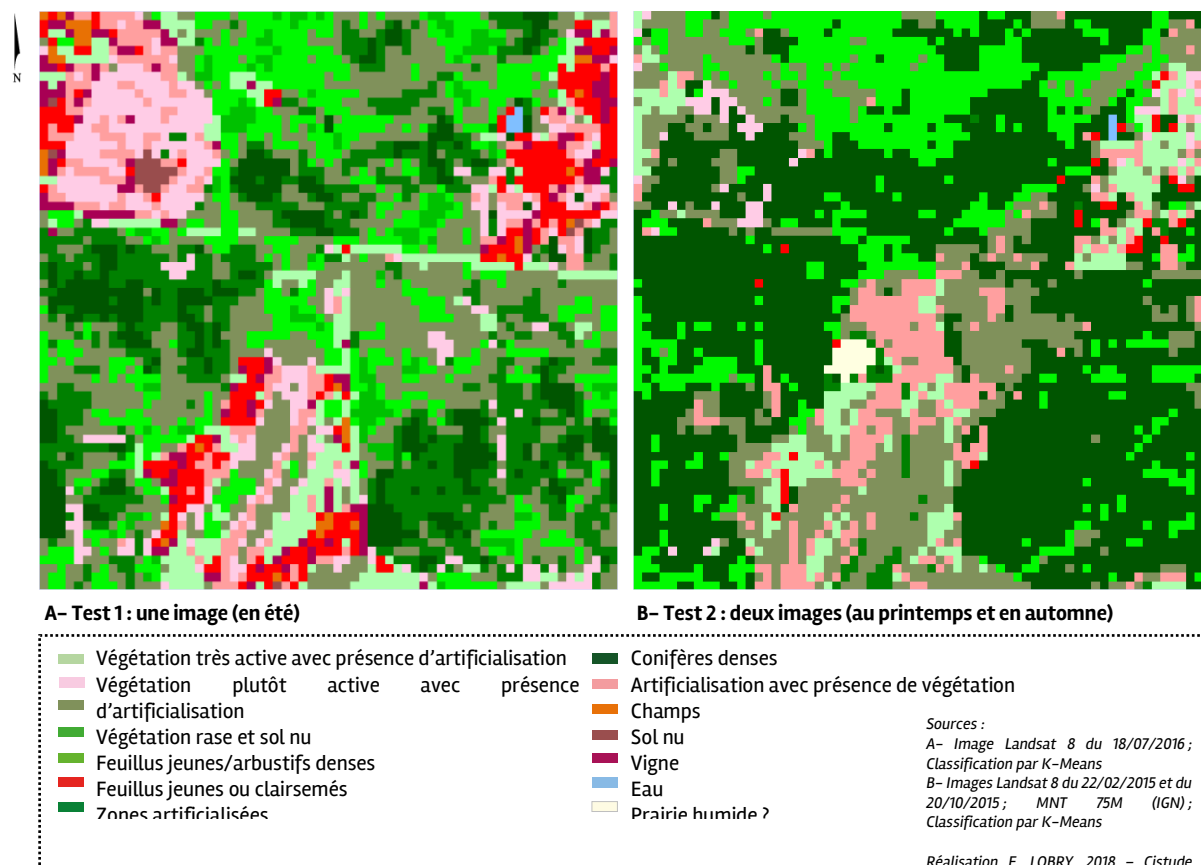 N
A– Test 1 : une image (en été)
B– Test 2 : deux images (au printemps et en automne)
Végétation très active avec présence d’artificialisation
Végétation plutôt active avec présence
d’artificialisation
Végétation rase et sol nu
Feuillus jeunes/arbustifs denses
Feuillus jeunes ou clairsemés
Zones artificialisées
Conifères denses
Artificialisation avec présence de végétation
Champs
Sol nu
Vigne
Eau
Prairie humide ?
Sources :
A– Image Landsat 8 du 18/07/2016 ;
Classification par K–Means
B– Images Landsat 8 du 22/02/2015 et du
20/10/2015 ; MNT 75M (IGN) ;
Classification par K–Means
Réalisation F. LOBRY, 2018 – Cistude